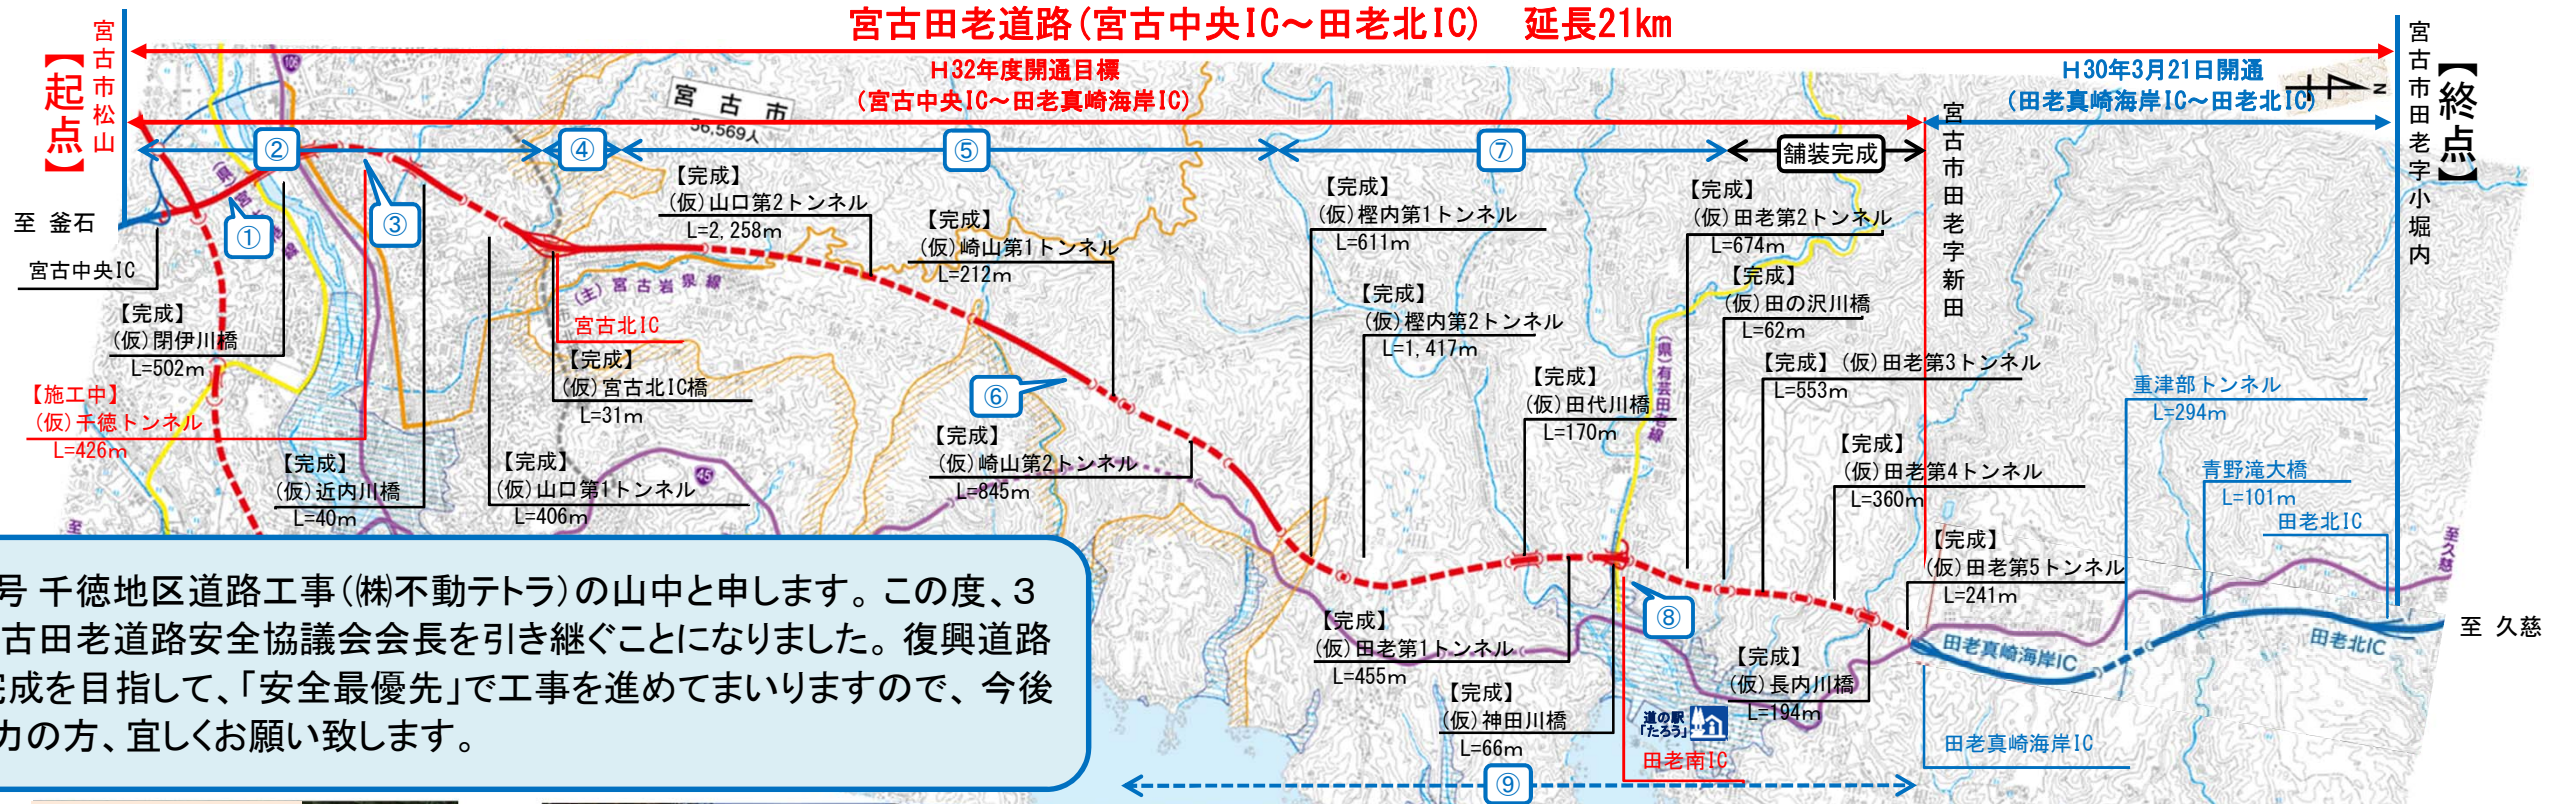 宮古田老道路(宮古中央IC～田老北IC)　延長21km
【起点】
宮古市松山
H32年度開通目標
(宮古中央IC～田老真崎海岸IC)
H30年3月21日開通
(田老真崎海岸IC～田老北IC)
N
【終点】
宮古市田老字小堀内
宮古市田老字新田
106
宮古市
56,569人
②
④
⑤
⑦
舗装完成
①
③
至 釜石
宮古中央IC
【完成】
(仮)閉伊川橋
L=502m
【施工中】
(仮)千徳トンネル
L=426m
【完成】
(仮)近内川橋
L=40m
【完成】
(仮)山口第1トンネル
L=406m
宮古北IC
【完成】
(仮)宮古北IC橋
L=31m
(主)宮古岩泉線
【完成】
(仮)山口第2トンネル
L=2,258m
【完成】
(仮)崎山第1トンネル
L=212m
⑥
【完成】
(仮)崎山第2トンネル
L=845m
45
【完成】
(仮)樫内第1トンネル
L=611m
【完成】
(仮)樫内第2トンネル
L=1,417m
【完成】
(仮)田代川橋
L=170m
(県)有芸田老線
【完成】
(仮)田老第2トンネル
L=674m
【完成】
(仮)田の沢川橋
L=62m
【完成】(仮)田老第3トンネル
L=553m
【完成】
(仮)田老第4トンネル
L=360m
【完成】
(仮)田老第5トンネル
L=241m
重津部トンネル
L=294m
青野滝大橋
L=101m
田老北IC
至久慈
至 久慈
田老北IC
田老真崎海岸IC
田老真崎海岸IC
【完成】
(仮)田老第1トンネル
L=455m
【完成】
(仮)神田川橋
L=66m
⑧
【完成】
(仮)長内川橋
L=194m
道の駅
「たろう」
田老南IC
⑨
号 千徳地区道路工事(㈱不動テトラ)の山中と申します。この度、3
古田老道路安全協議会会長を引き継ぐことになりました。復興道路
完成を目指して、「安全最優先」で工事を進めてまいりますので、今後
力の方、宜しくお願い致します。